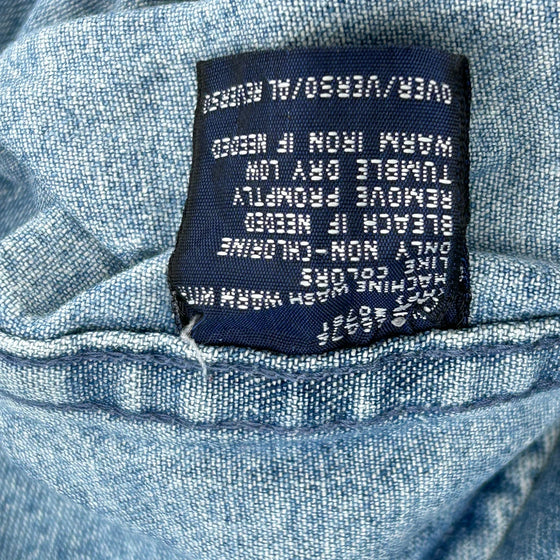 MACHINE WASH WARM WITH
LIKE COLORS
ONLY NON-CHLORINE
BLEACH IF NEEDED
REMOVE PROMPTLY
TUMBLE DRY LOW
WARM IRON IF NEEDED
OVER/VERSO/AL REVERSO